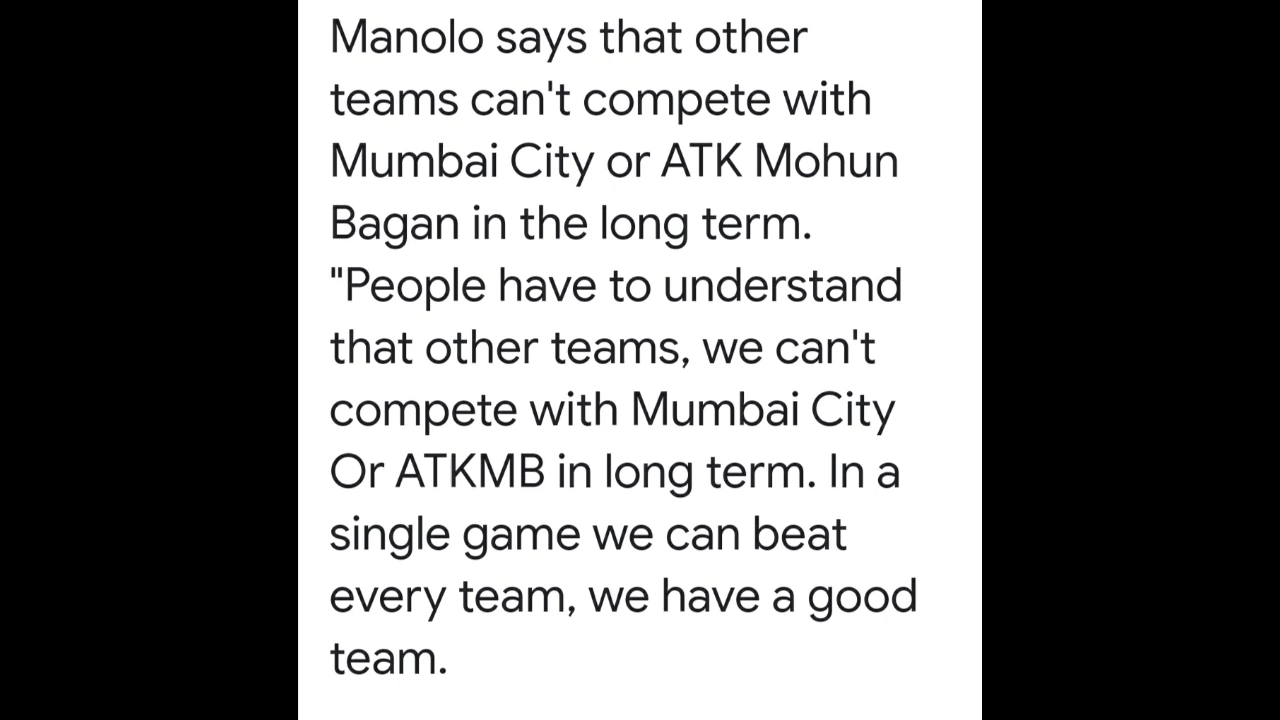 Manolo says that other
teams can't compete with
Mumbai City or ATK Mohun
Bagan in the long term.
"People have to understand
that other teams, we can't
compete with Mumbai City
Or ATKMB in long term. In a
single game we can beat
every team, we have a good
team.